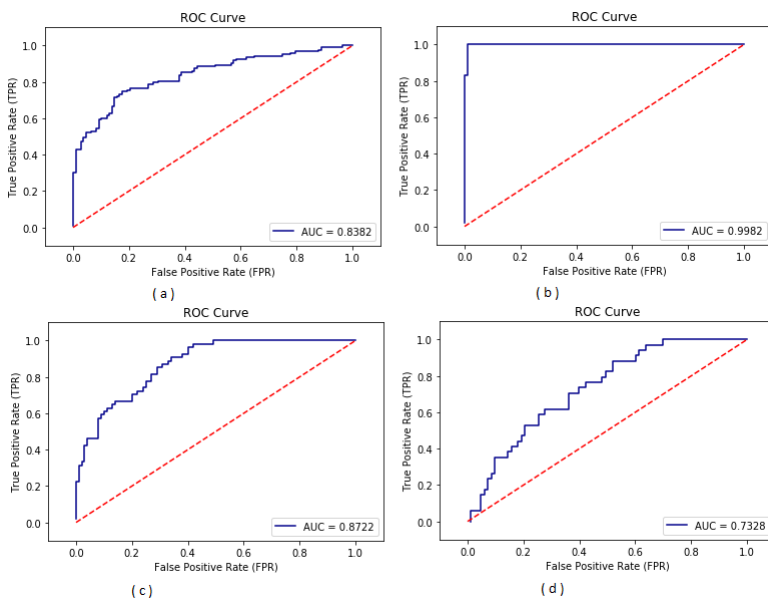 ROC Curve
True Positive Rate (TPR)
1.0
0.8
0.6
0.4
0.2
0.0
AUC = 0.8382
0.0 0.2 0.4 0.6 0.8 1.0
False Positive Rate (FPR)
( a )
ROC Curve
True Positive Rate (TPR)
1.0
0.8
0.6
0.4
0.2
0.0
AUC = 0.9982
0.0 0.2 0.4 0.6 0.8 1.0
False Positive Rate (FPR)
( b )
ROC Curve
True Positive Rate (TPR)
1.0
0.8
0.6
0.4
0.2
0.0
AUC = 0.8722
0.0 0.2 0.4 0.6 0.8 1.0
False Positive Rate (FPR)
( c )
ROC Curve
True Positive Rate (TPR)
1.0
0.8
0.6
0.4
0.2
0.0
AUC = 0.7328
0.0 0.2 0.4 0.6 0.8 1.0
False Positive Rate (FPR)
( d )